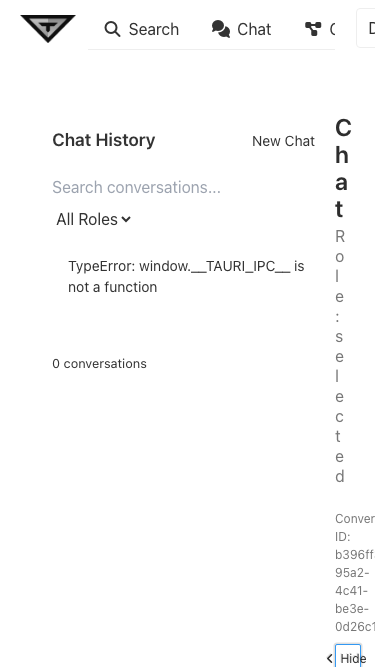 Search Chat
Chat History
New Chat
Search conversations...
All Roles
TypeError: window.__TAURI_IPC__ is
not a function
0 conversations
Chat
Role: selected
Conver
ID:
b396ff
95a2-
4c41-
be3e-
0d26c1
Hide